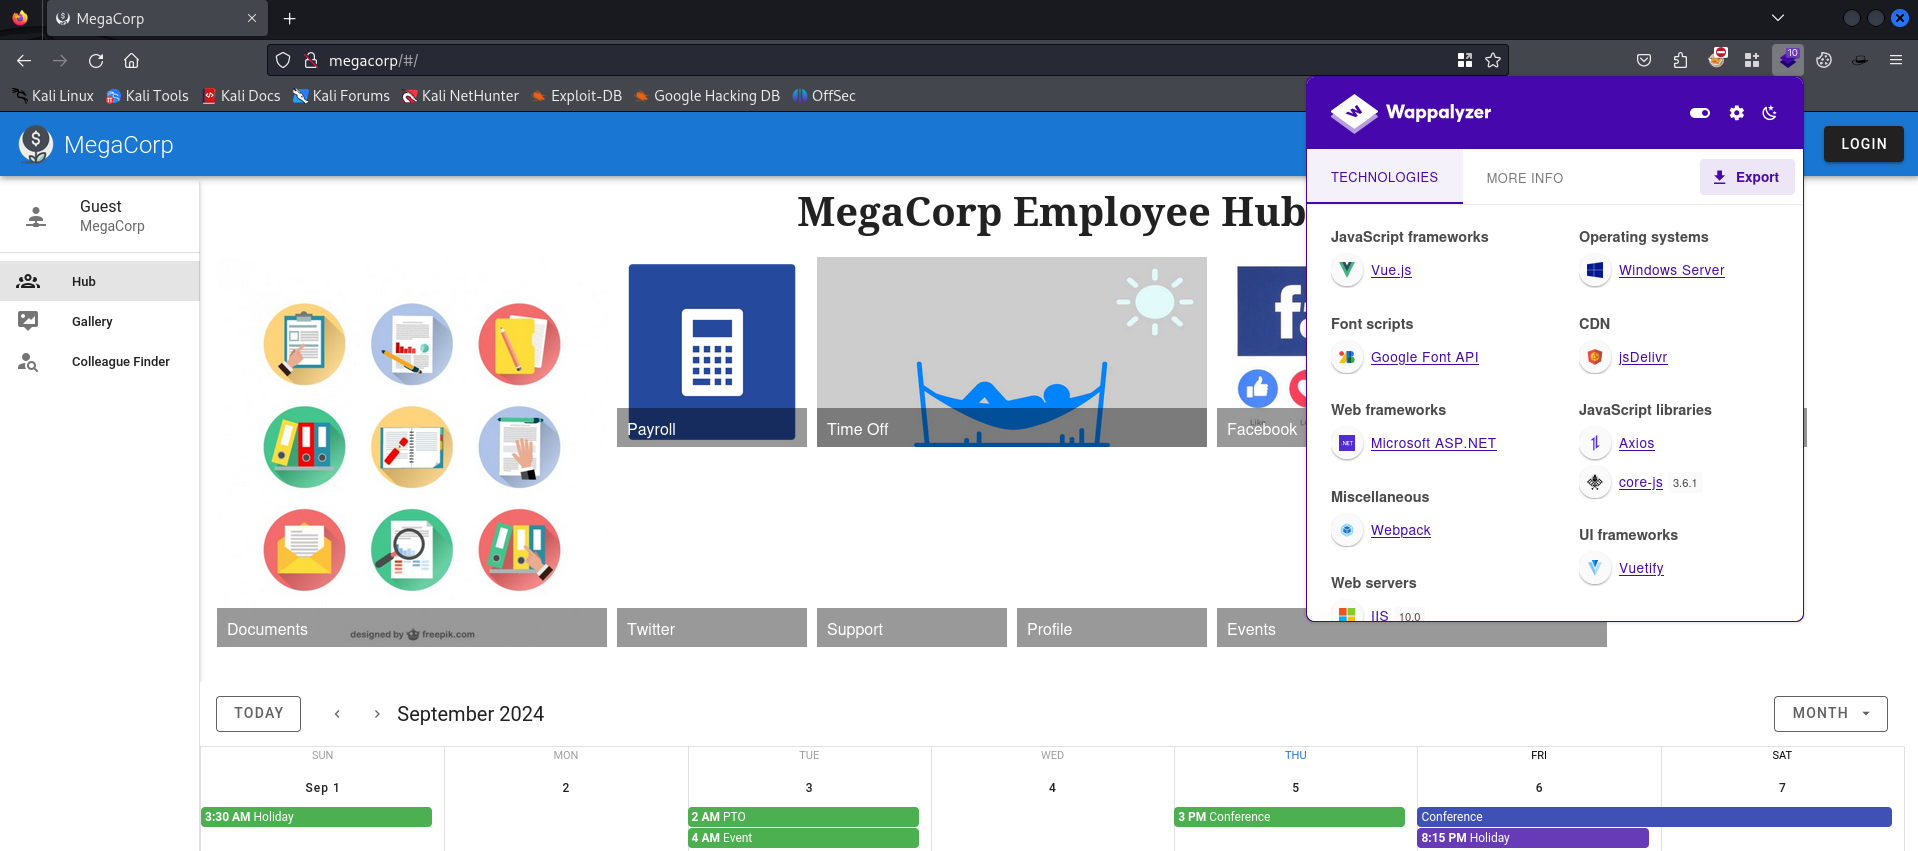 MegaCorp
megacorp/#/
10
Kali Linux Kali Tools Kali Docs Kali Forums Kali NetHunter Exploit-DB Google Hacking DB OffSec
$ MegaCorp
LOGIN
Guest
MegaCorp
Hub
Gallery
Colleague Finder
MegaCorp Employee Hub
Payroll
Time Off
Facebook
Documents
designed by freepik.com
Twitter
Support
Profile
Events
Wappalyzer
TECHNOLOGIES
MORE INFO
Export
JavaScript frameworks
Vue.js
Font scripts
Google Font API
Web frameworks
Microsoft ASP.NET
.NET
Miscellaneous
Webpack
Web servers
IIS 10.0
Operating systems
Windows Server
CDN
jsDelivr
JavaScript libraries
Axios
core-js 3.6.1
UI frameworks
Vuetify
TODAY
September 2024
MONTH
SUN MON TUE WED THU FRI SAT
Sep 1 2 3 4 5 6 7
3:30 AM Holiday
2 AM PTO
4 AM Event
3 PM Conference
Conference
8:15 PM Holiday